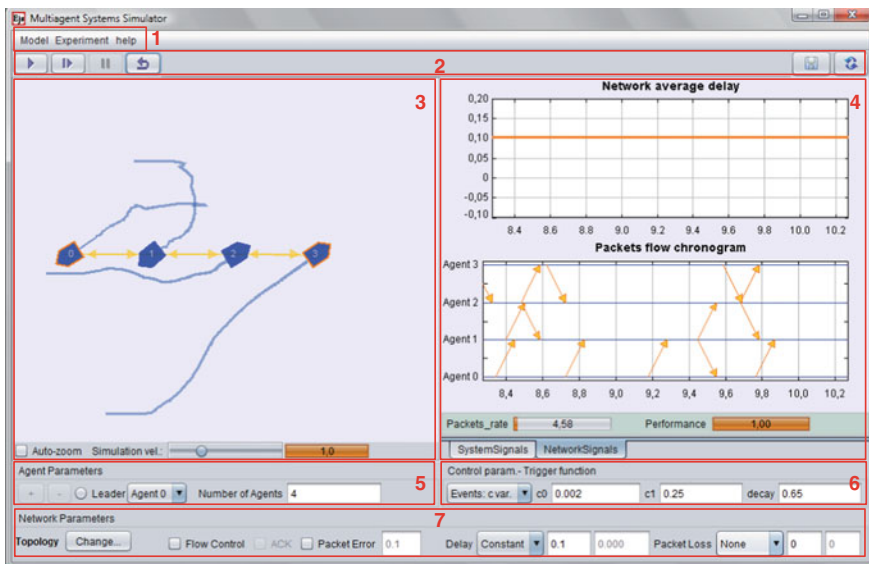 Eje Multiagent Systems Simulator
Model Experiment help 1
2
3
0 1 2 3
Auto-zoom Simulation vel.: 1,0
4
Network average delay
0,20
0,15
0,10
0,05
0
-0,05
-0,10
8.4 8.6 8.8 9.0 9.2 9.4 9.6 9.8 10.0 10.2
Packets flow chronogram
Agent 3
Agent 2
Agent 1
Agent 0
8,4 8,6 8,8 9,0 9,2 9,4 9,6 9,8 10,0 10,2
Packets_rate 4,58 Performance 1,00
SystemSignals NetworkSignals
Agent Parameters 5
+ - Leader Agent 0 Number of Agents 4
Control param.- Trigger function 6
Events: c var. c0 0.002 c1 0.25 decay 0.65
Network Parameters 7
Topology Change... Flow Control ACK Packet Error 0.1 Delay Constant 0.1 0.000 Packet Loss None 0 0